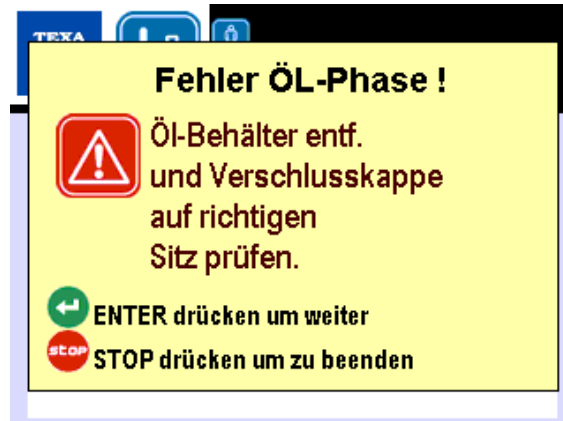 TEXA
Fehler ÖL-Phase !
Öl-Behälter entf.
und Verschlusskappe
auf richtigen
Sitz prüfen.
ENTER drücken um weiter
stop STOP drücken um zu beenden